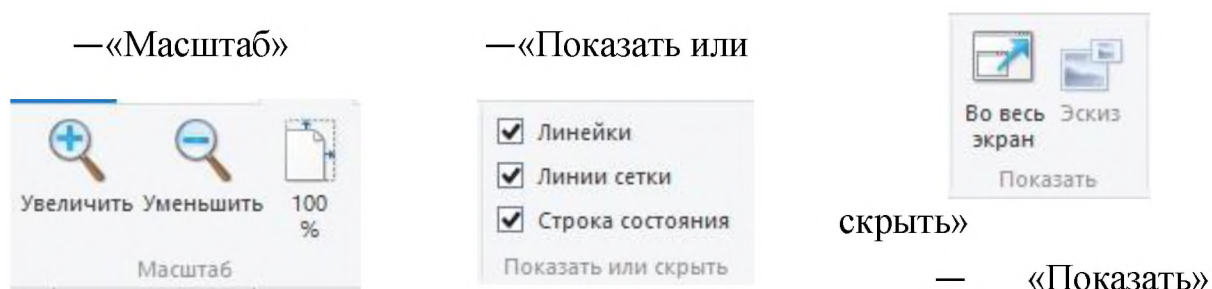 —«Масштаб»
Увеличить Уменьшить 100
%
Масштаб
—«Показать или
Линейки
Линии сетки
Строка состояния
Показать или скрыть
Во весь Эскиз
экран
Показать
скрыть»
— «Показать»